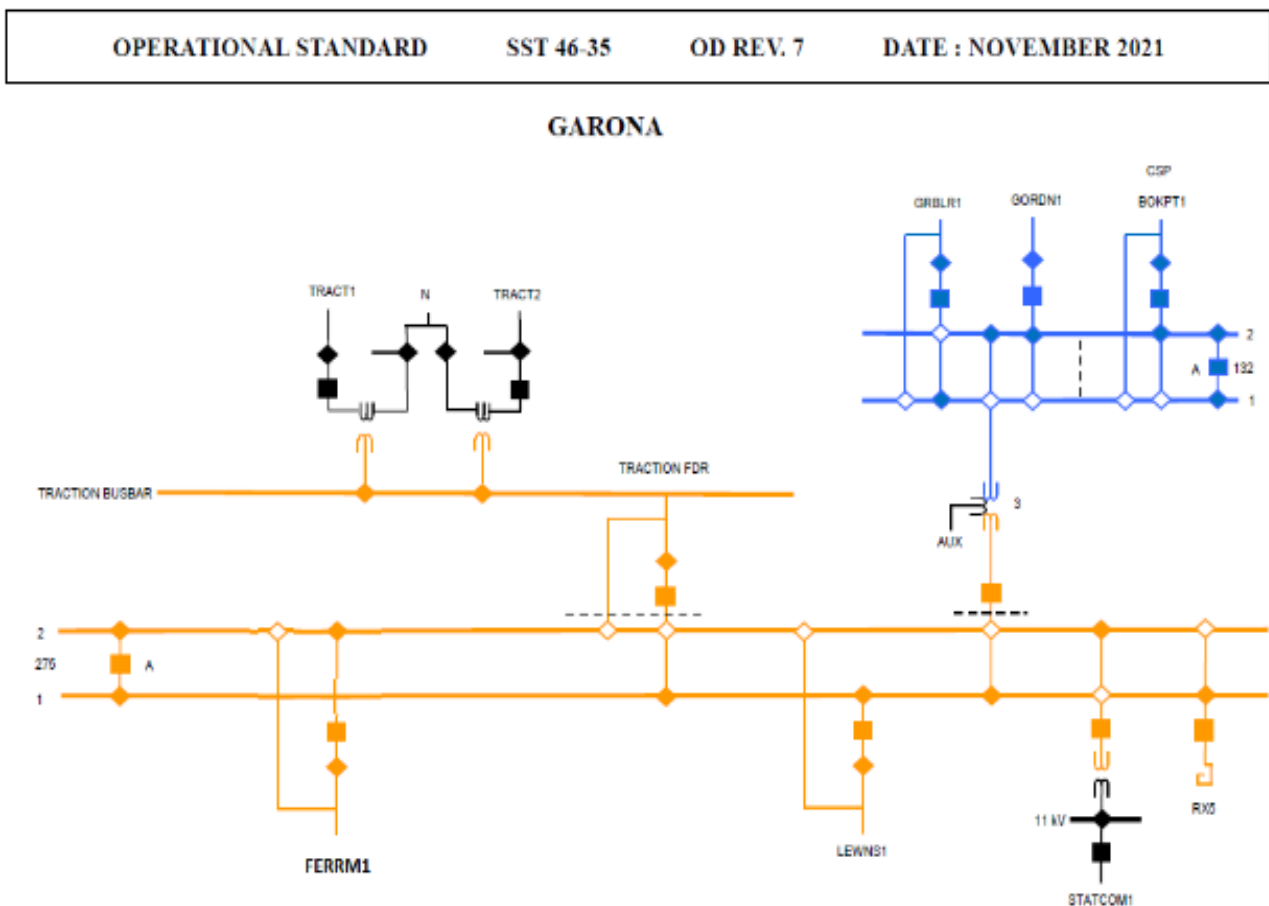 OPERATIONAL STANDARD SST 46-35 OD REV. 7 DATE : NOVEMBER 2021
GARONA
CSP
GRBLR1 GORDN1 BOKPT1
TRACT1 N TRACT2
2
A 132
1
TRACTION FDR
TRACTION BUSBAR
3
AUX
2
275 A
1
RX5
11 kV
LEWNS1
FERRM1
STATCOM1